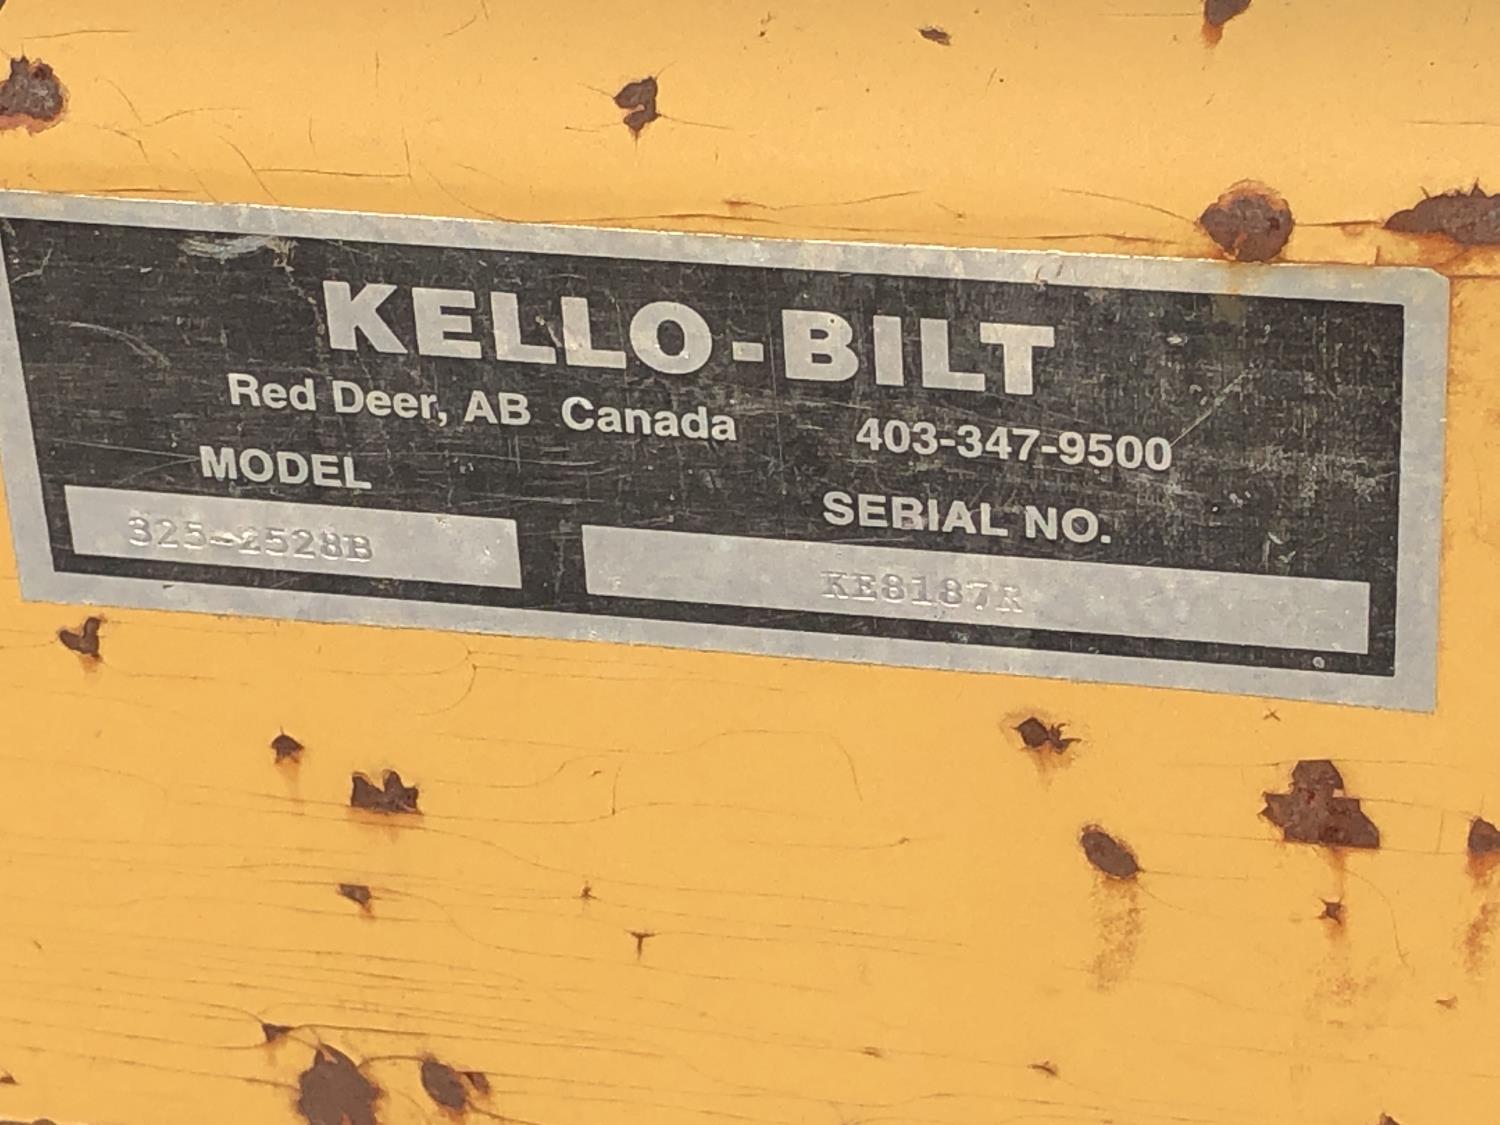 KELLO-BILT
Red Deer, AB Canada 403-347-9500
MODEL SERIAL NO.
325-2528B KE8187R